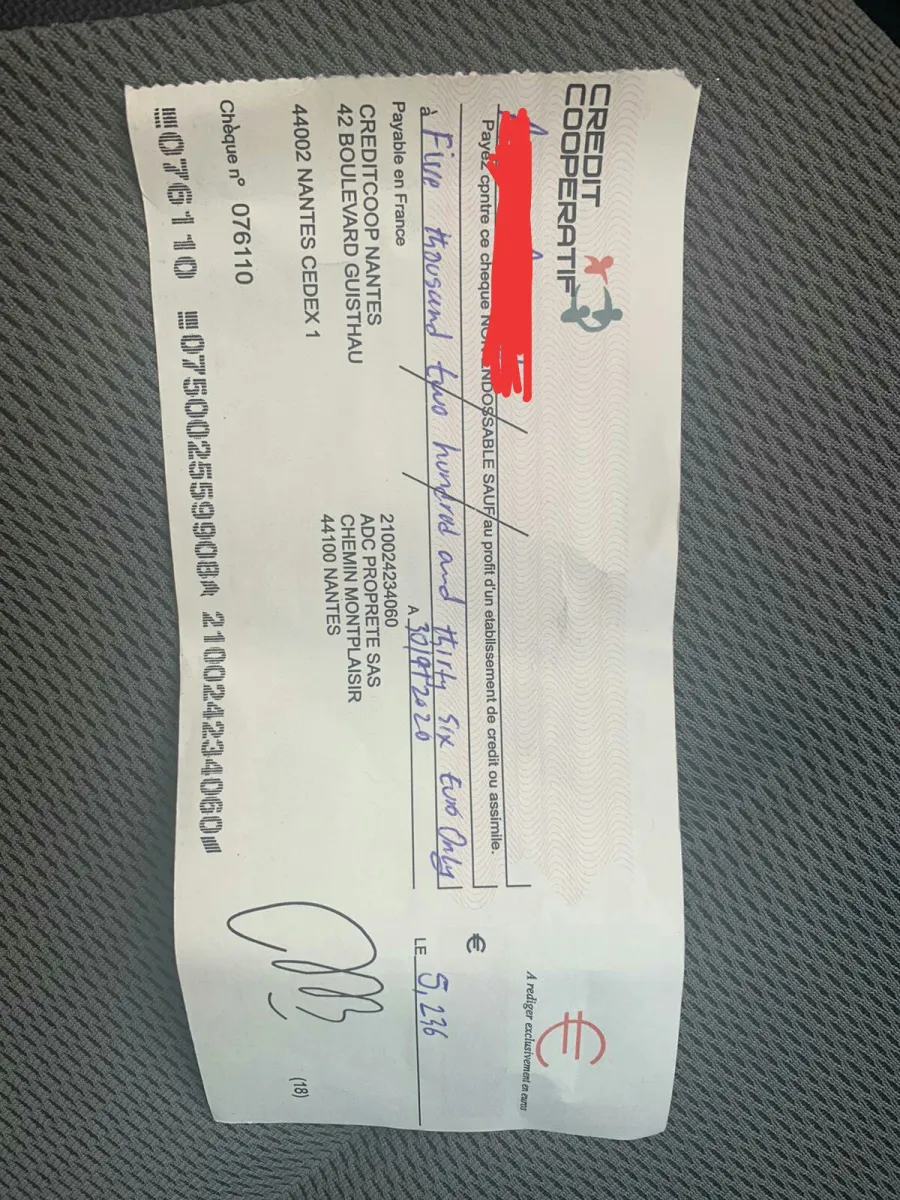 CREDIT
COOPERATIF
€
A rediger exclusivement en euros
Payez contre ce cheque NON ENDOSSABLE SAUF au profit d'un etablissement de credit ou assimile.
€
à Five thousand two hundred and thirty six Euro Only
Payable en France
A 30/9/2020
LE 5,236
CREDITCOOP NANTES
42 BOULEVARD GUISTHAU
44002 NANTES CEDEX 1
210024234060
ADC PROPRETE SAS
CHEMIN MONTPLAISIR
44100 NANTES
Chèque n° 076110
(18)
0761110 075002559908 210024234060